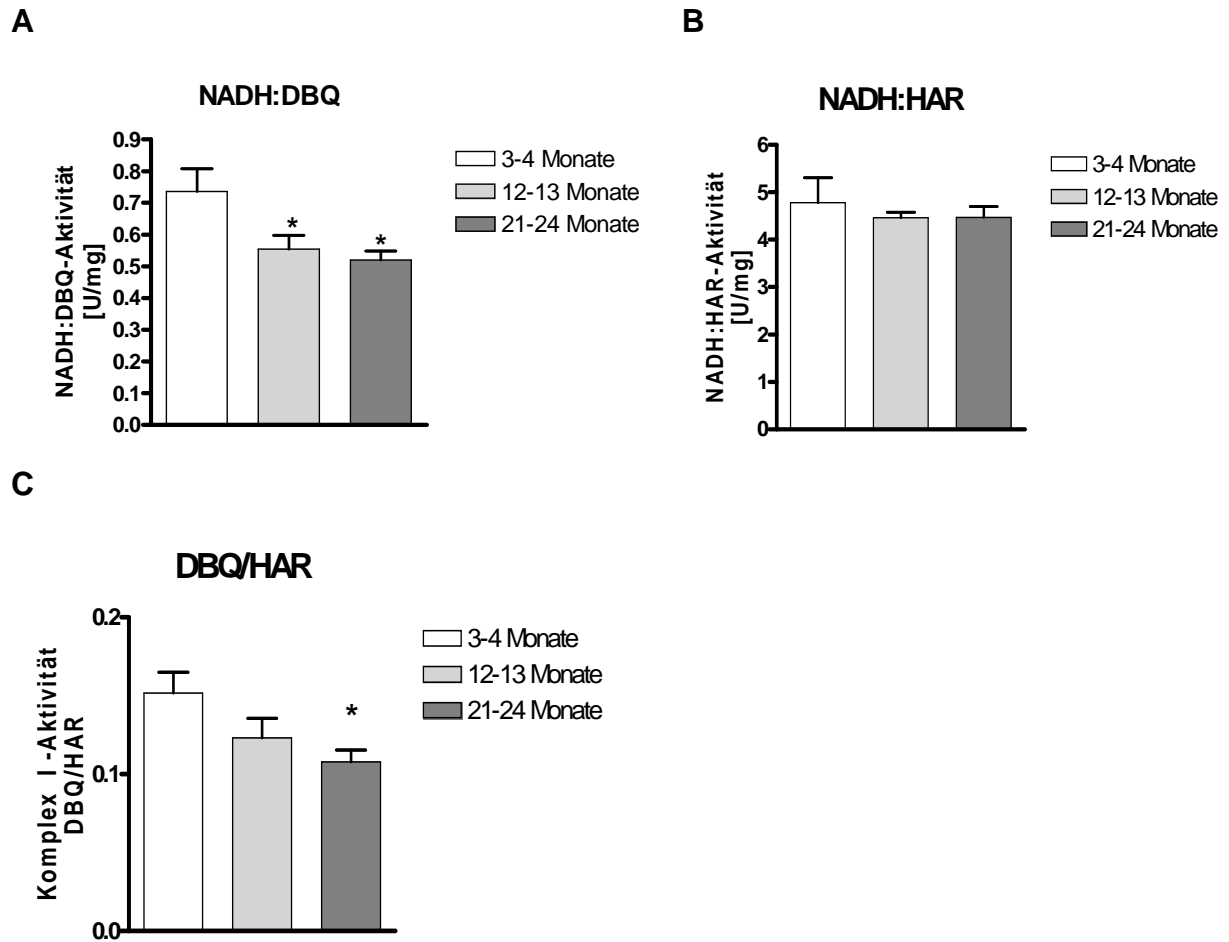 A
NADH:DBQ
NADH:DBQ-Aktivität
[U/mg]
0.9
0.8
0.7
0.6
0.5
0.4
0.3
0.2
0.1
0.0
*
*
3-4 Monate
12-13 Monate
21-24 Monate
B
NADH:HAR
NADH:HAR-Aktivität
[U/mg]
6
5
4
3
2
1
0
3-4 Monate
12-13 Monate
21-24 Monate
C
DBQ/HAR
Komplex I-Aktivität
DBQ/HAR
0.2
0.1
0.0
*
3-4 Monate
12-13 Monate
21-24 Monate